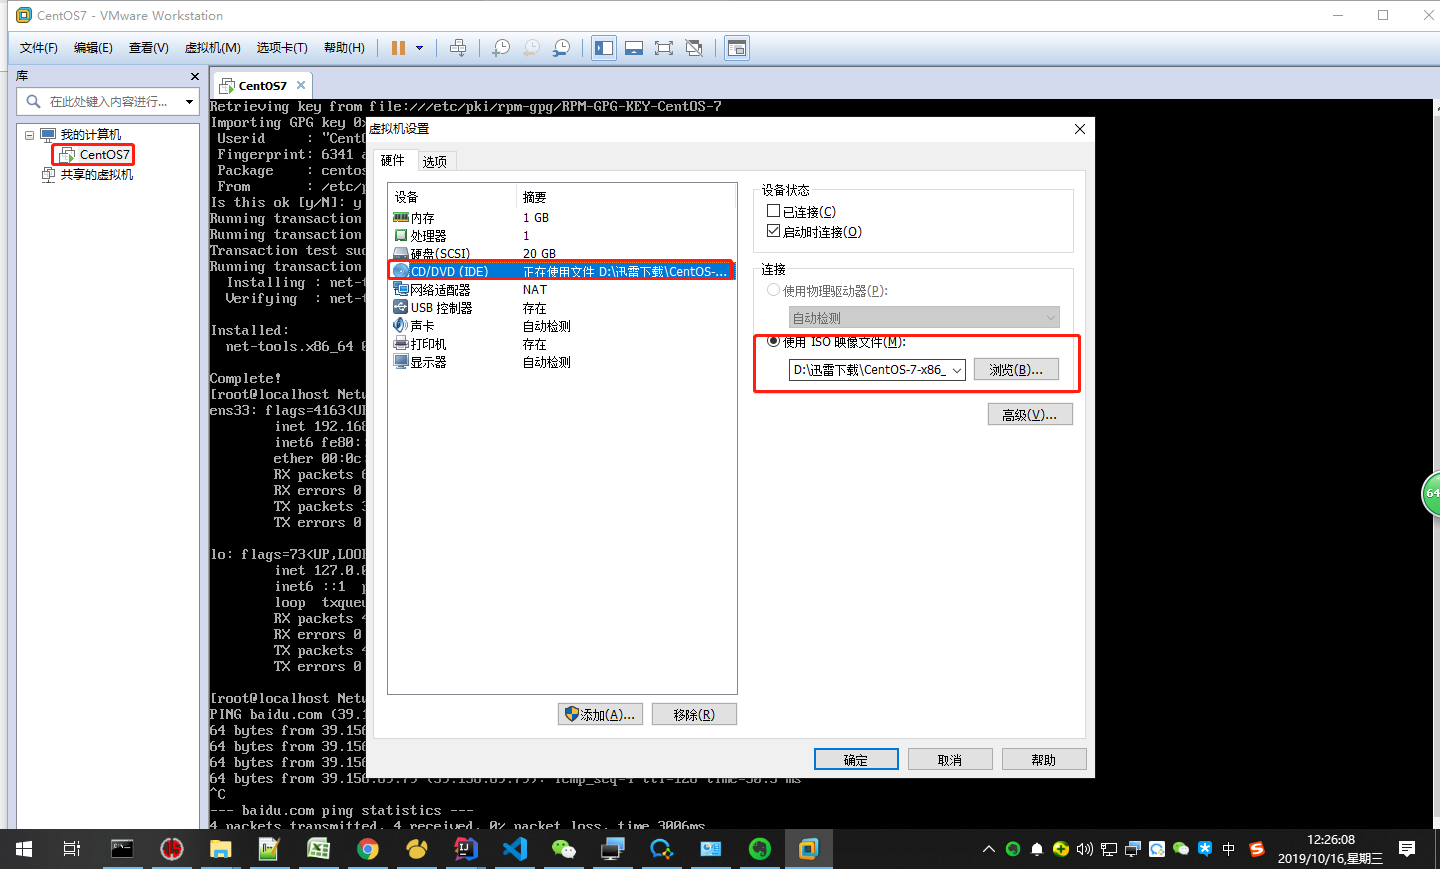 CentOS7 - VMware Workstation
文件(F) 编辑(E) 查看(V) 虚拟机(M) 选项卡(T) 帮助(H)
库
在此处键入内容进行...
我的计算机
CentOS7
共享的虚拟机
CentOS7
Retrieving key from file:///etc/pki/rpm-gpg/RPM-GPG-KEY-CentOS-7
Importing GPG key 0x
Userid : "Cent
Fingerprint: 6341 a
Package : centos
From : /etc/p
Is this ok [y/N]: y
Running transaction
Running transaction
Transaction test suc
Running transaction
Installing : net-t
Verifying : net-t
Installed:
net-tools.x86_64 0
Complete!
[root@localhost Netw
ens33: flags=4163<UP
inet 192.168
inet6 fe80:
ether 00:0c
RX packets 6
RX errors 0
TX packets 3
TX errors 0
lo: flags=73<UP,LOOP
inet 127.0.0
inet6 ::1 p
loop txqueu
RX packets 4
RX errors 0
TX packets 4
TX errors 0
[root@localhost Netw
PING baidu.com (39.1
64 bytes from 39.156
64 bytes from 39.156
64 bytes from 39.156
64 bytes from 39.156.69.79 (39.156.69.79): icmp_seq=4 ttl=128
^C
--- baidu.com ping statistics ---
4 packets transmitted, 4 received, 0% packet loss, time 3006ms
虚拟机设置
硬件 选项
设备 摘要
内存 1 GB
处理器 1
硬盘(SCSI) 20 GB
CD/DVD (IDE) 正在使用文件 D:\迅雷下载\CentOS-...
网络适配器 NAT
USB 控制器 存在
声卡 自动检测
打印机 存在
显示器 自动检测
添加(A)... 移除(R)
设备状态
已连接(C)
启动时连接(O)
连接
使用物理驱动器(P):
自动检测
使用 ISO 映像文件(M):
D:\迅雷下载\CentOS-7-x86_ 浏览(B)...
高级(V)...
确定 取消 帮助
64
中
12:26:08
2019/10/16,星期三